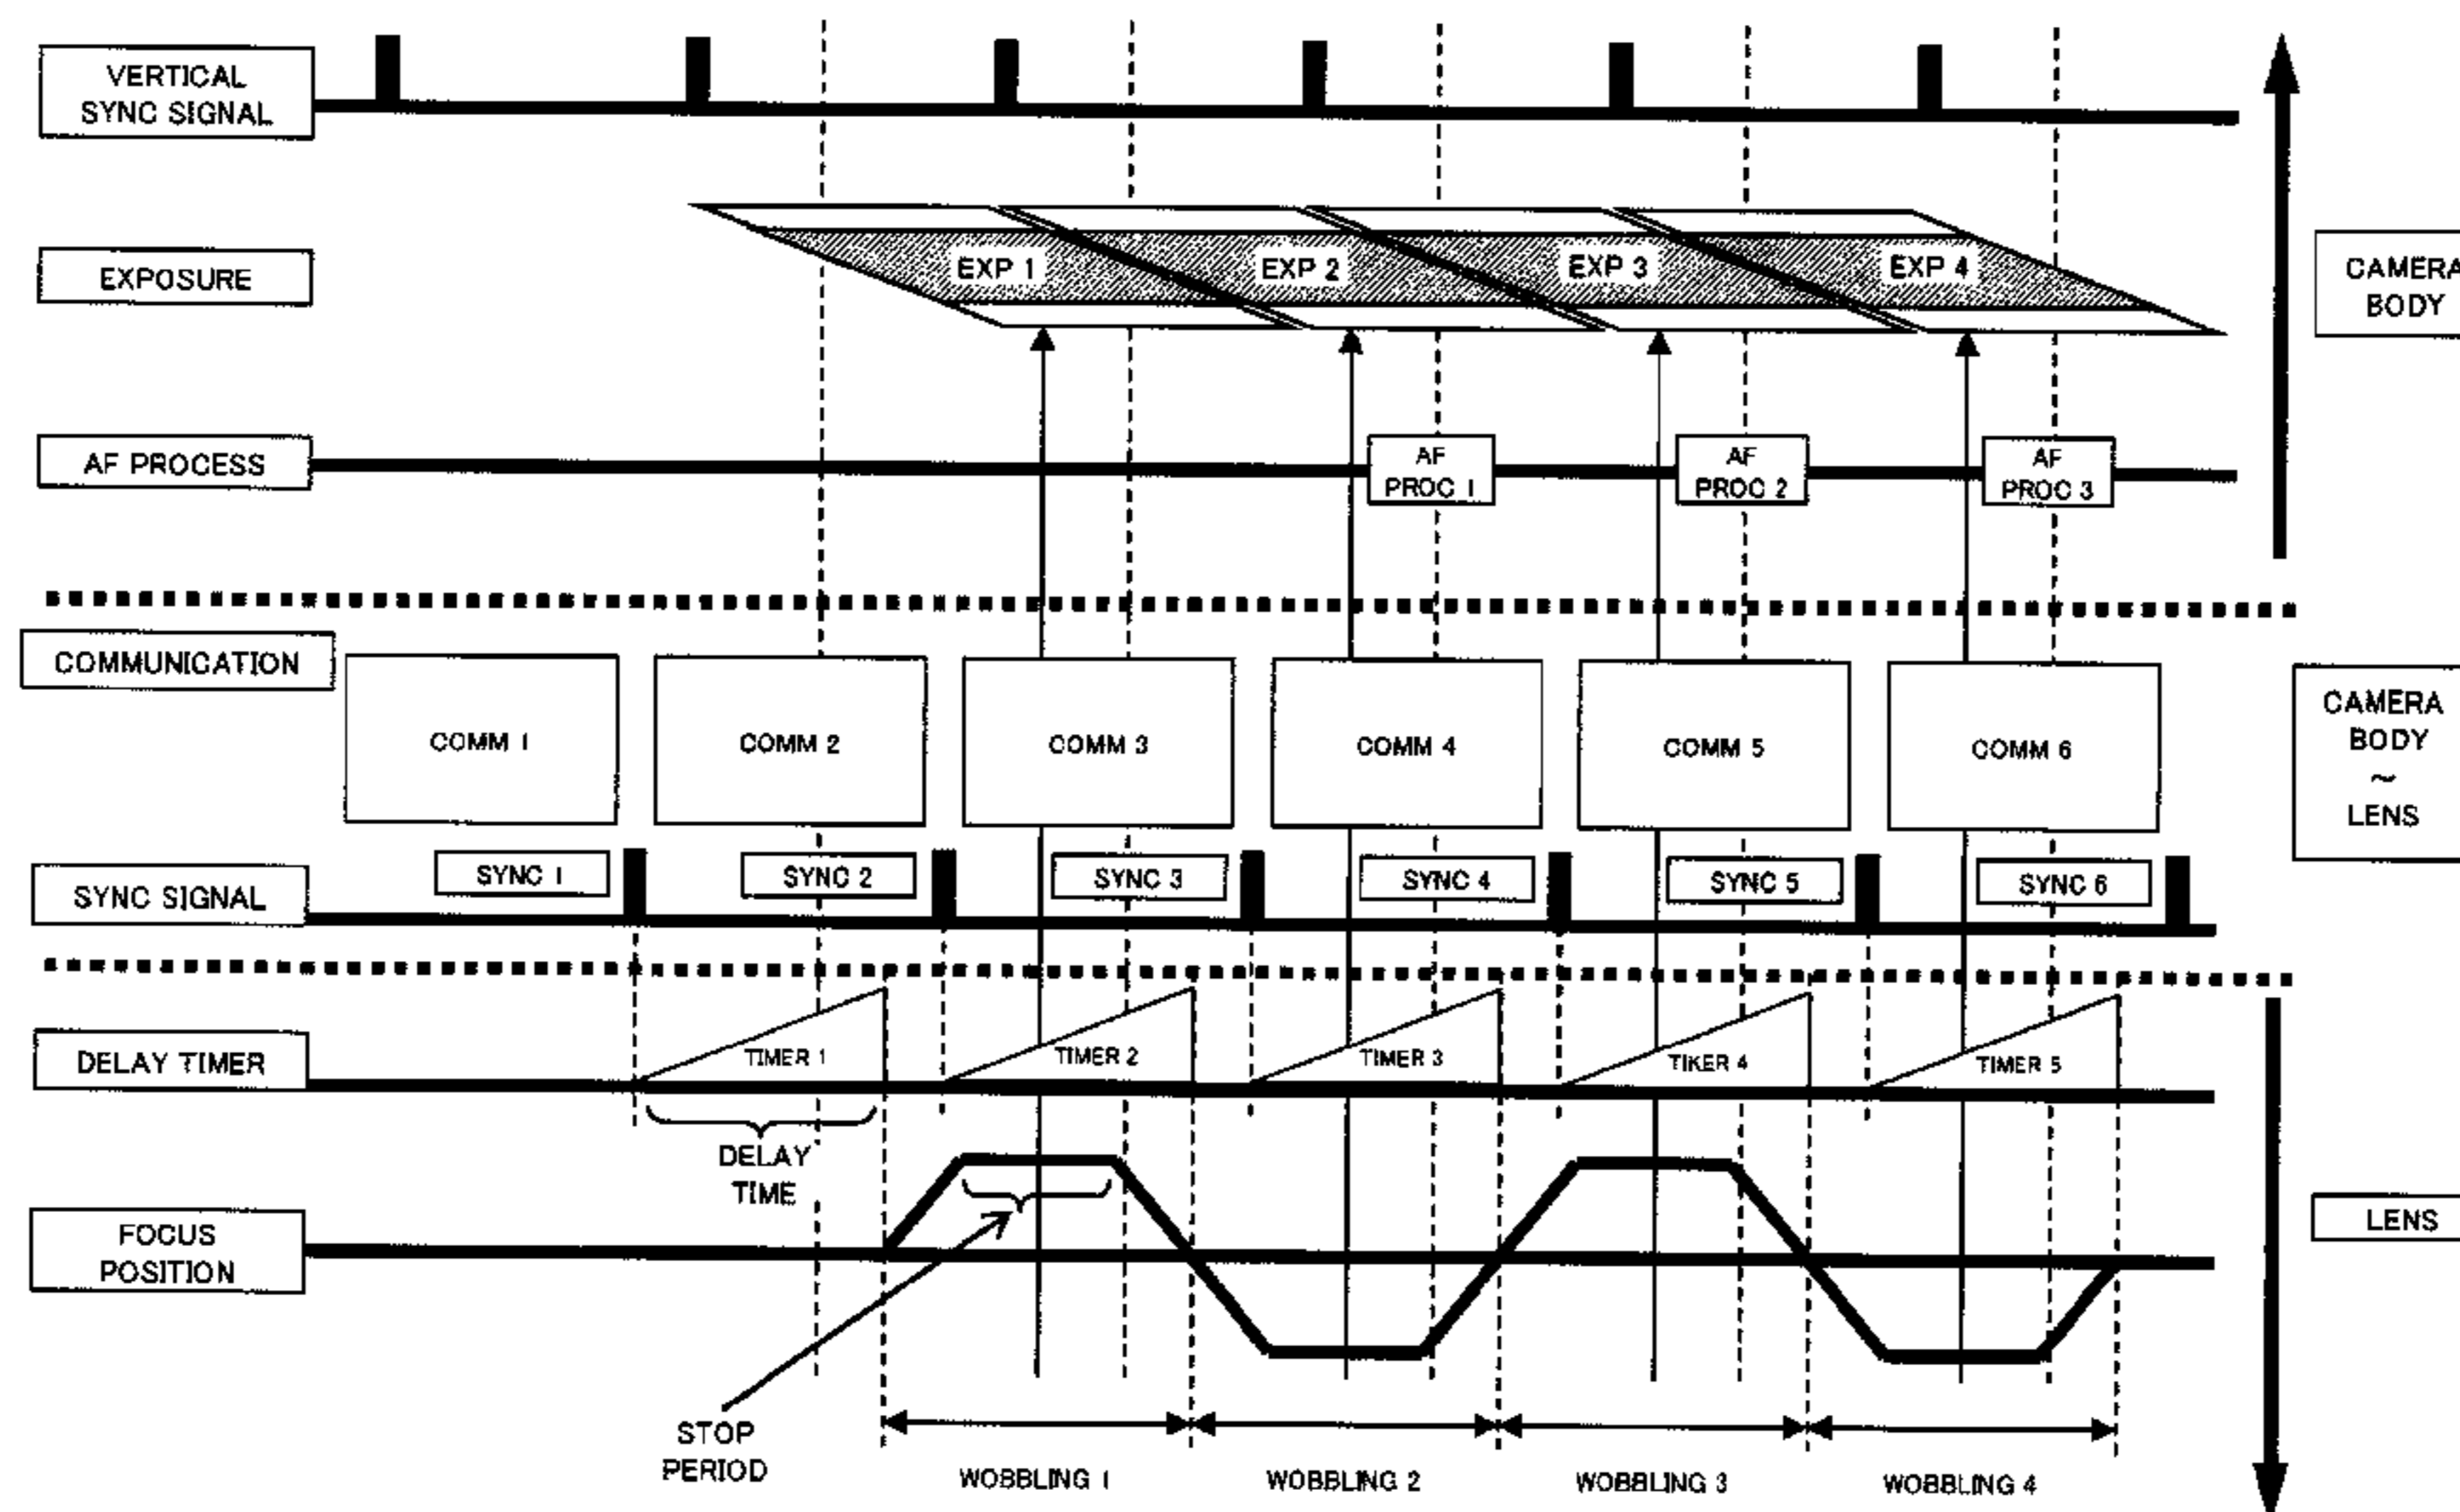 VERTICAL
SYNC SIGNAL
EXPOSURE
EXP 1
EXP 2
EXP 3
EXP 4
CAMERA
BODY
AF PROCESS
AF
PROC 1
AF
PROC 2
AF
PROC 3
COMMUNICATION
COMM 1
COMM 2
COMM 3
COMM 4
COMM 5
COMM 6
CAMERA
BODY
~
LENS
SYNC SIGNAL
SYNC 1
SYNC 2
SYNC 3
SYNC 4
SYNC 5
SYNC 6
DELAY TIMER
TIMER 1
TIMER 2
TIMER 3
TIKER 4
TIMER 5
DELAY
TIME
FOCUS
POSITION
LENS
STOP
PERIOD
WOBBLING 1
WOBBLING 2
WOBBLING 3
WOBBLING 4